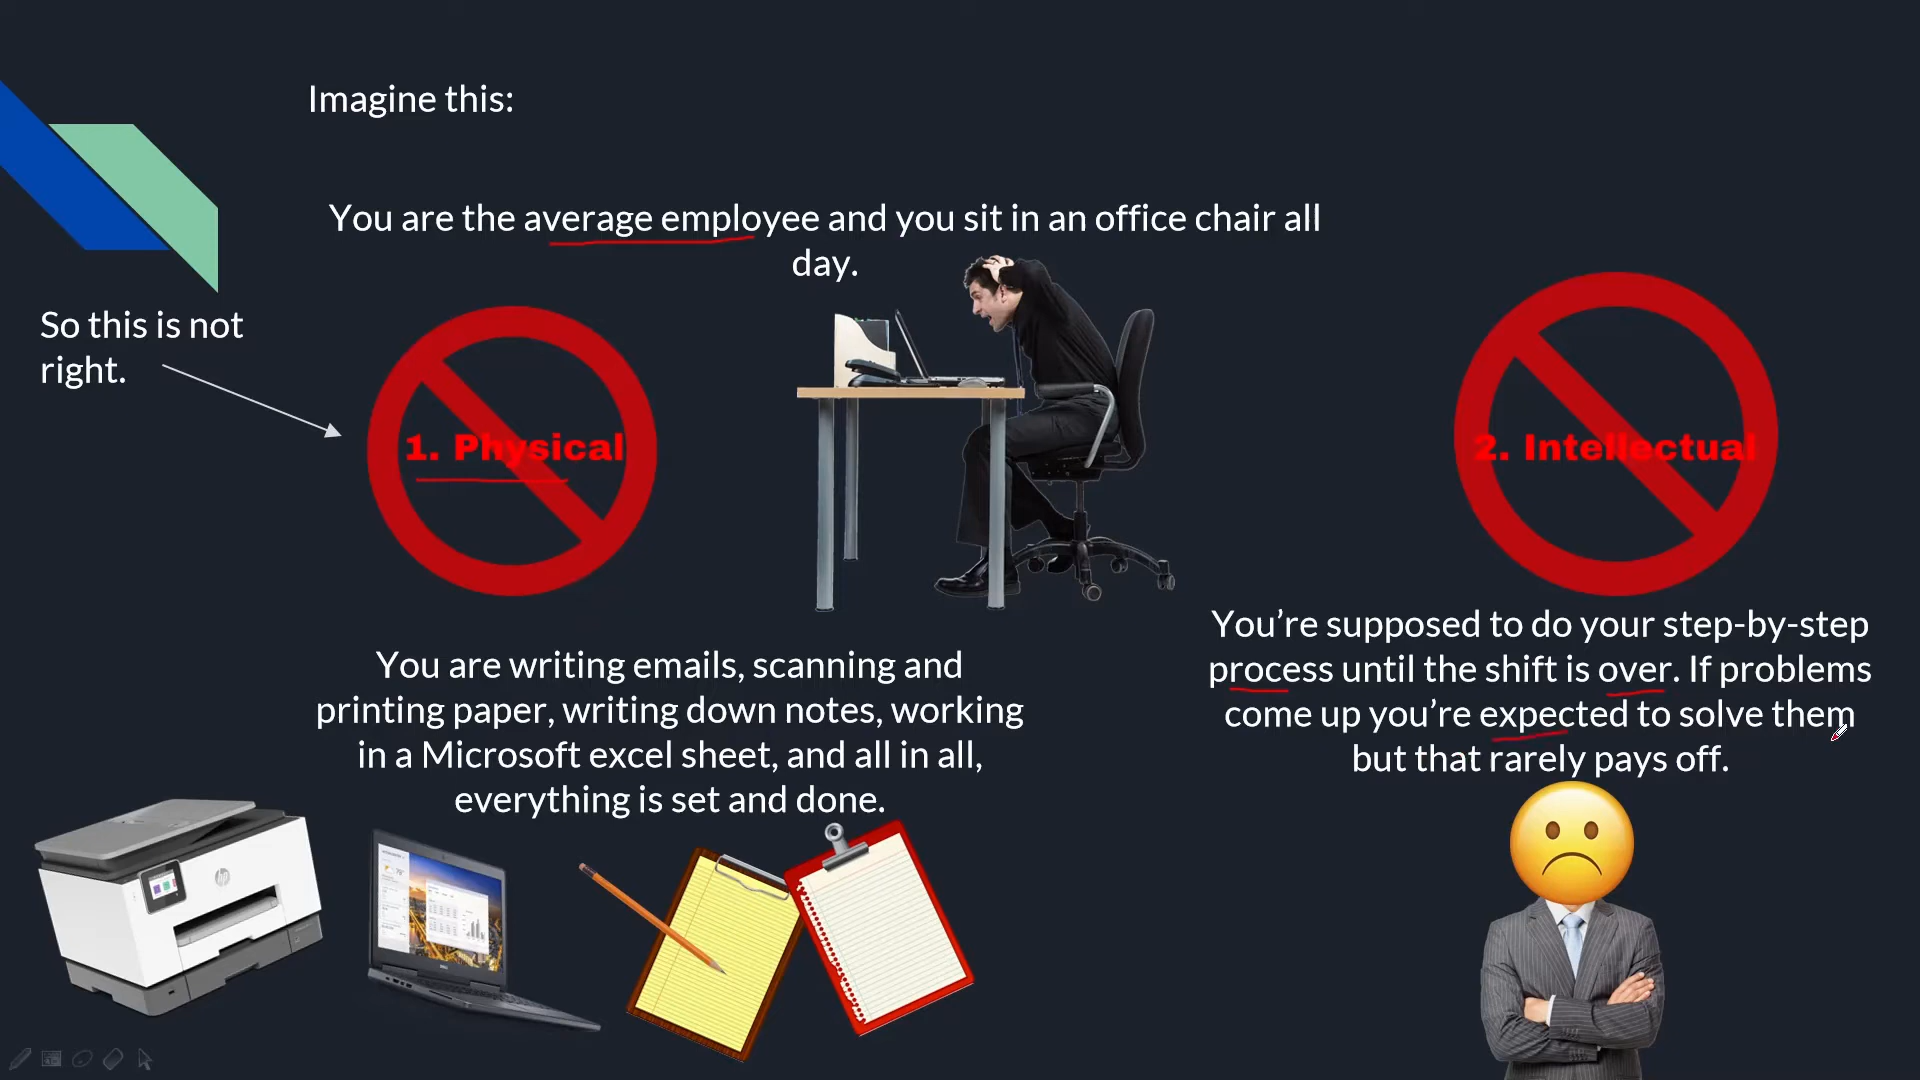 Imagine this:
You are the average employee and you sit in an office chair all
day.
So this is not
right.
1. Physical
2. Intellectual
You are writing emails, scanning and
printing paper, writing down notes, working
in a Microsoft excel sheet, and all in all,
everything is set and done.
You’re supposed to do your step-by-step
process until the shift is over. If problems
come up you’re expected to solve them
but that rarely pays off.
hp